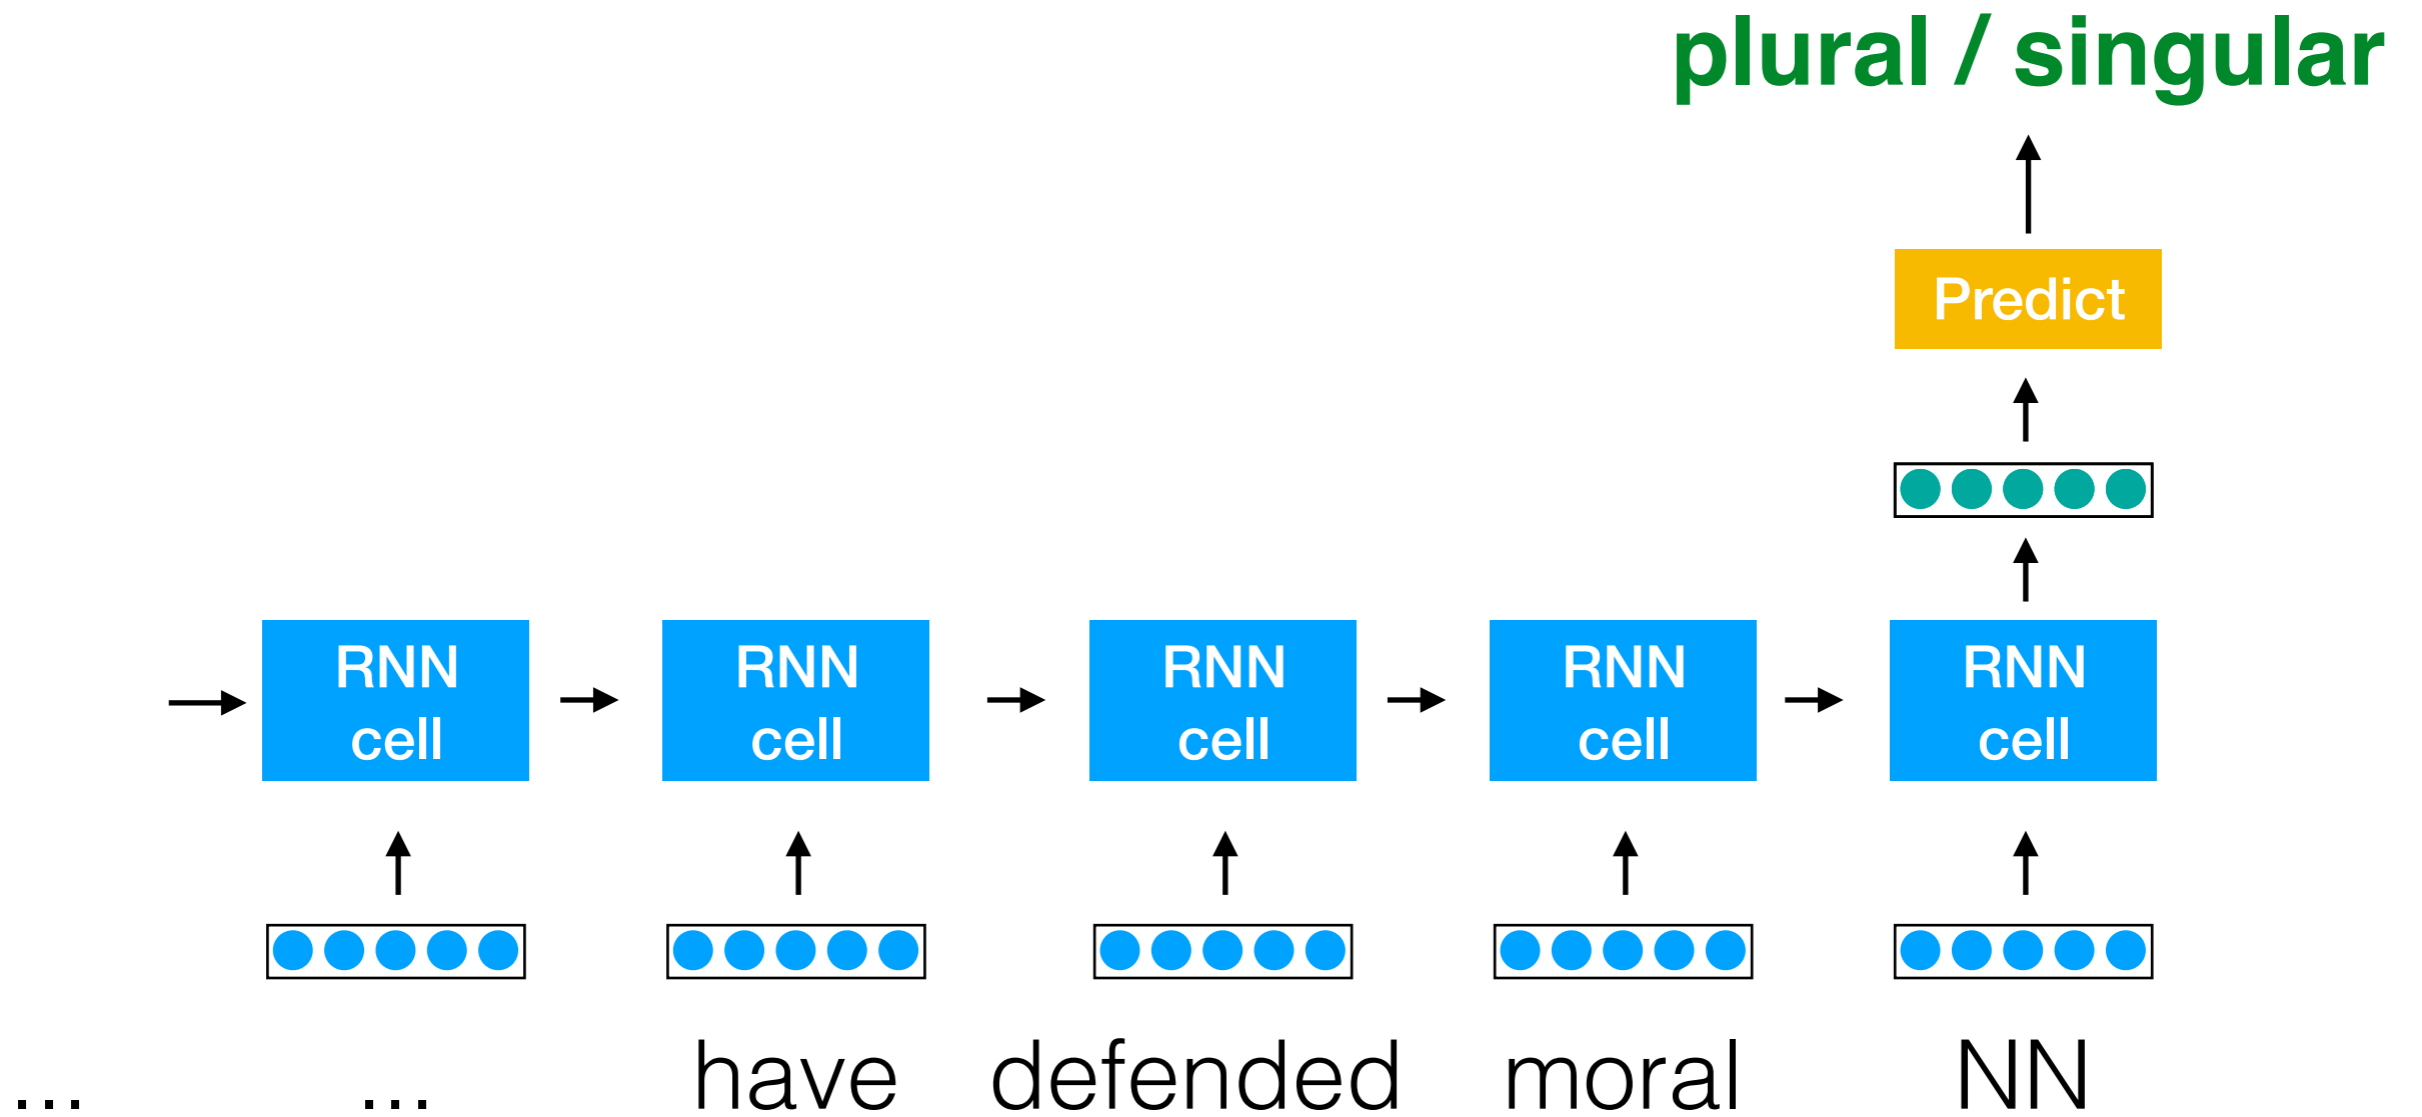 plural / singular
Predict
RNN cell
RNN cell
RNN cell
RNN cell
RNN cell
... ... have defended moral NN